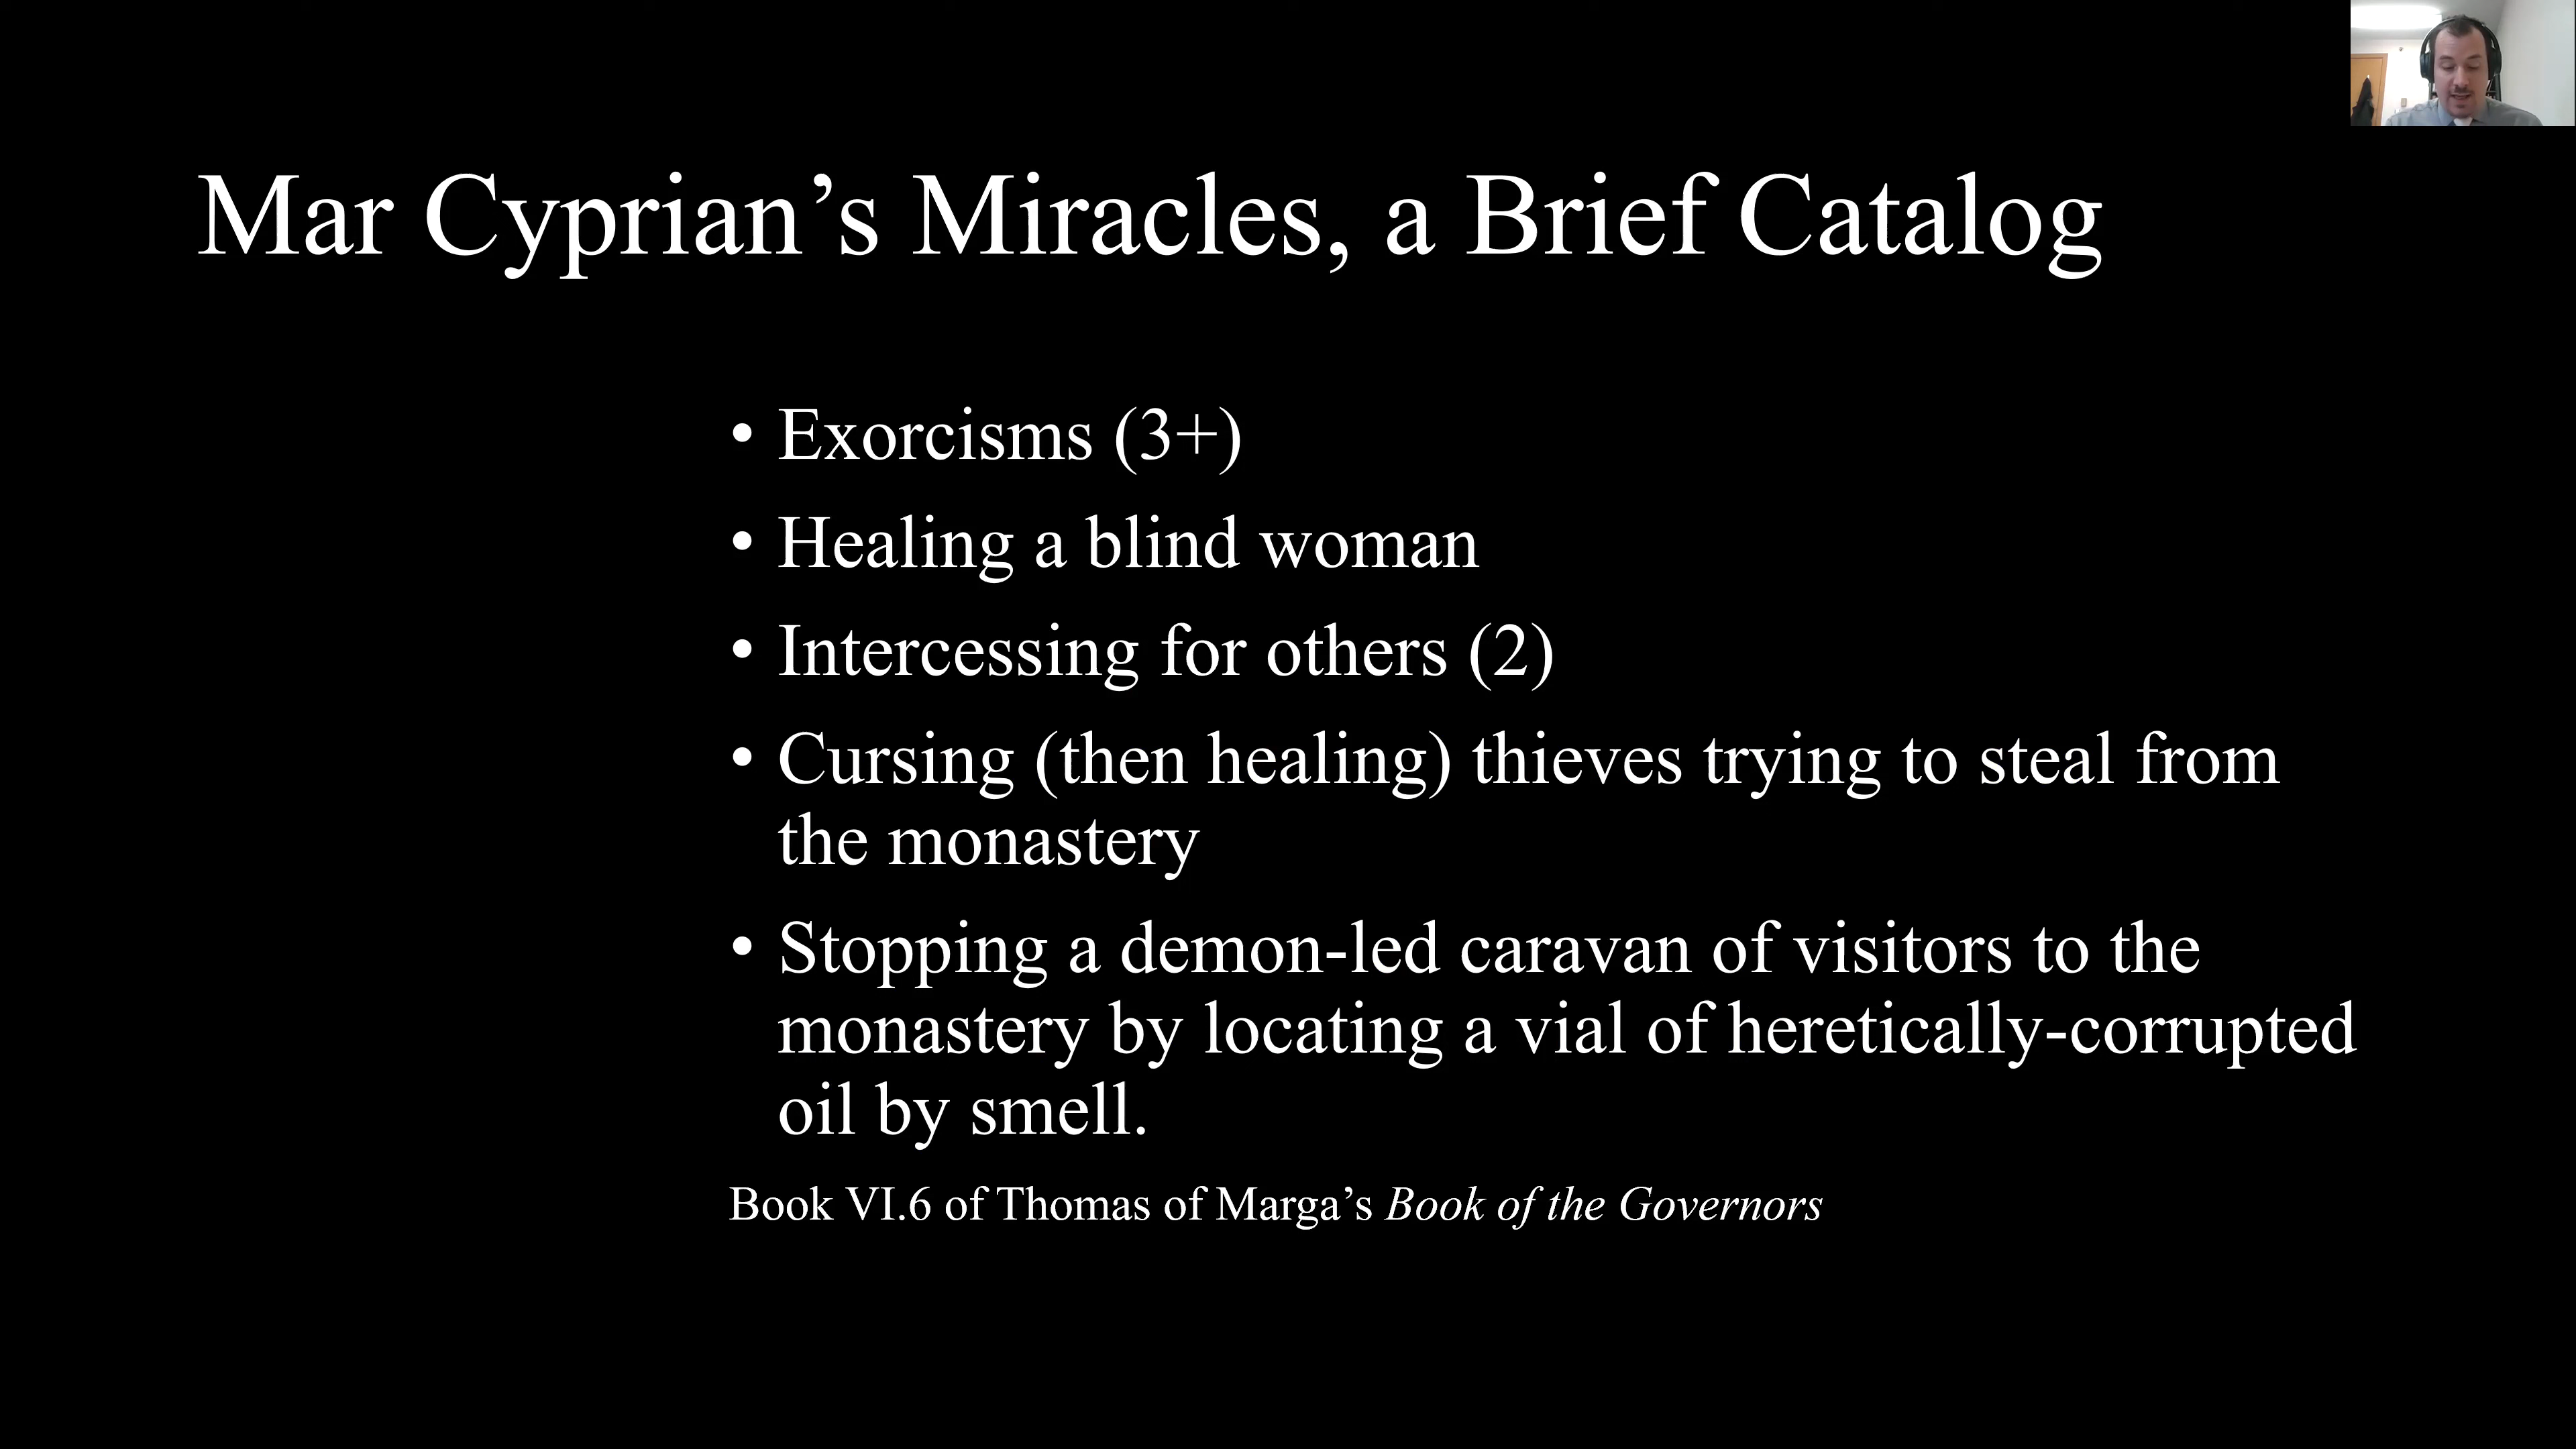 Mar Cyprian’s Miracles, a Brief Catalog
• Exorcisms (3+)
• Healing a blind woman
• Intercessing for others (2)
• Cursing (then healing) thieves trying to steal from
the monastery
• Stopping a demon-led caravan of visitors to the
monastery by locating a vial of heretically-corrupted
oil by smell.
Book VI.6 of Thomas of Marga’s Book of the Governors